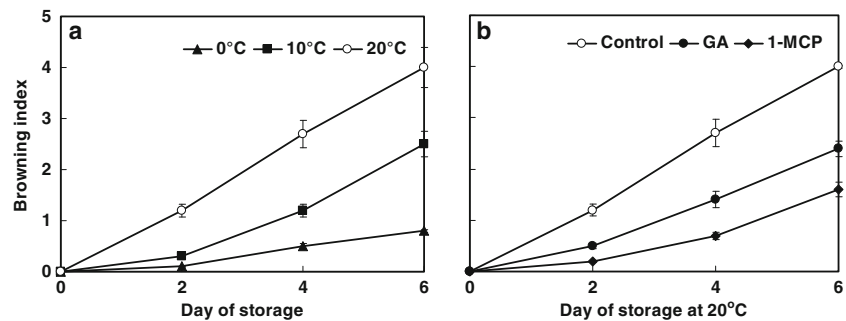 a
0°C 10°C 20°C
5
4
3
2
1
0
Browning index
0 2 4 6
Day of storage
b
Control GA 1-MCP
0 2 4 6
Day of storage at 20°C